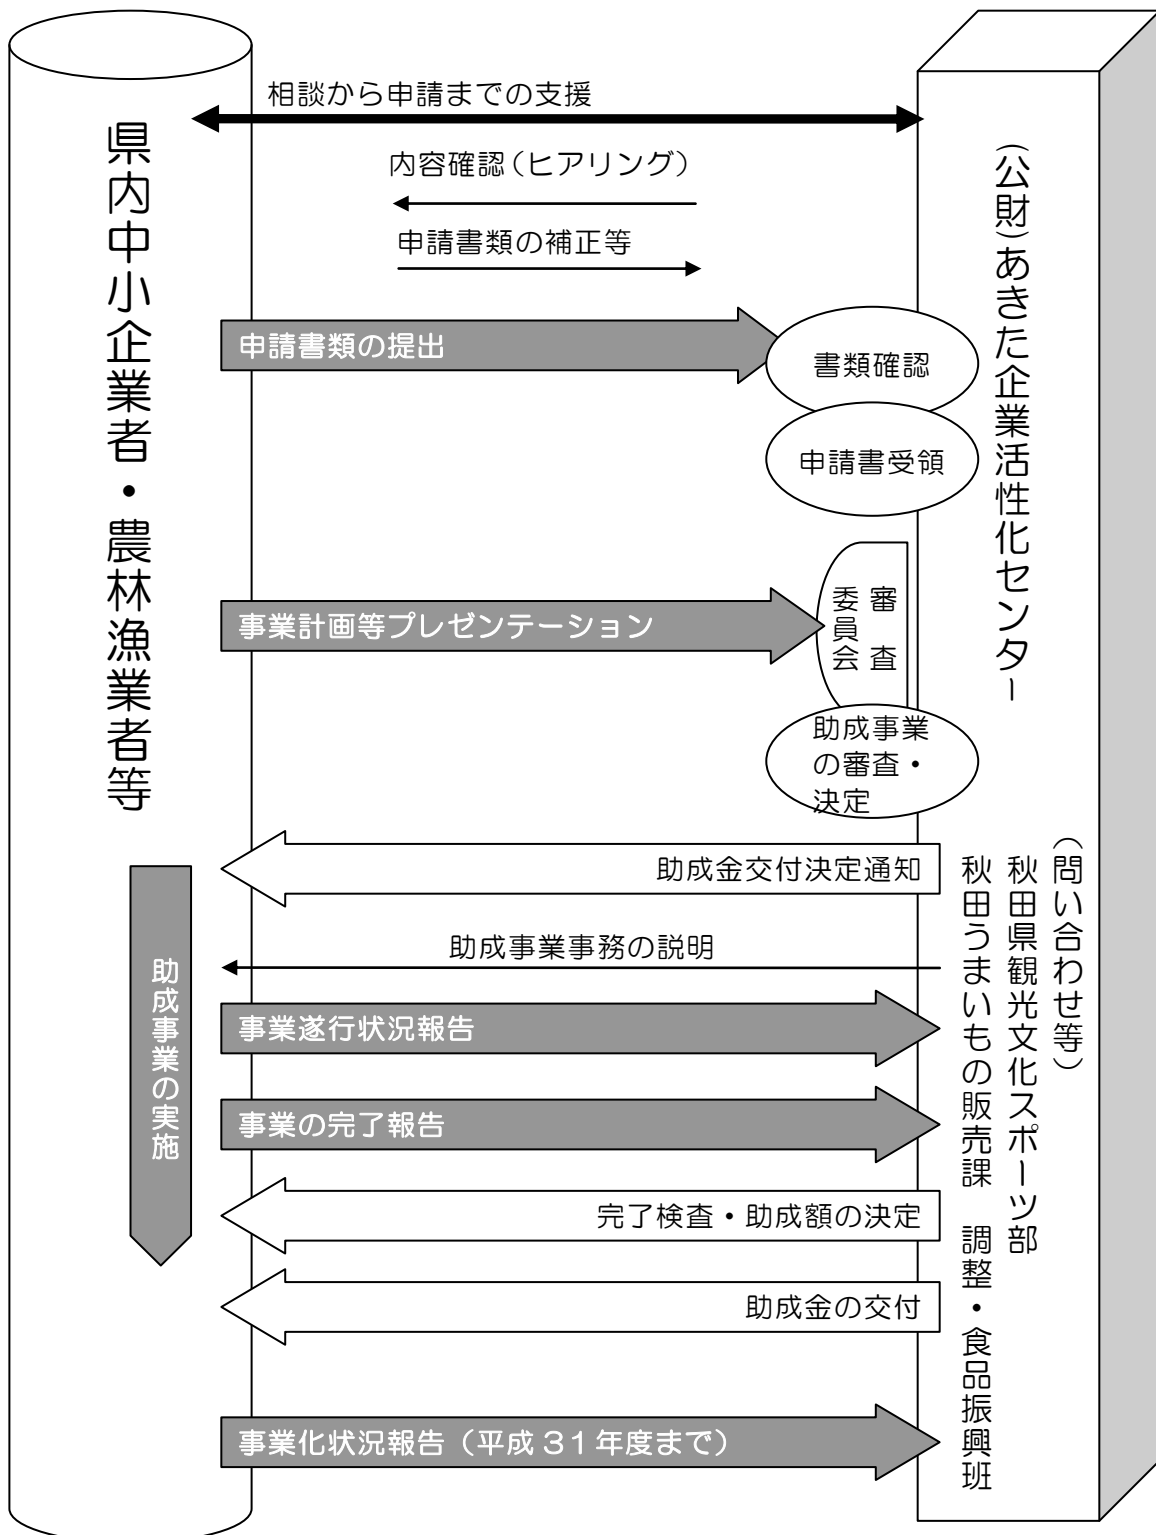 県内中小企業者・農林漁業者等
(公財)あきた企業活性化センター
相談から申請までの支援
内容確認(ヒアリング)
申請書類の補正等
申請書類の提出
書類確認
申請書受領
事業計画等プレゼンテーション
審査
委員会
助成事業
の審査・
決定
助成金交付決定通知
助成事業事務の説明
助成事業の実施
事業遂行状況報告
事業の完了報告
完了検査・助成額の決定
助成金の交付
事業化状況報告(平成31年度まで)
(問い合わせ等)
秋田県観光文化スポーツ部
秋田うまいもの販売課 調整・食品振興班